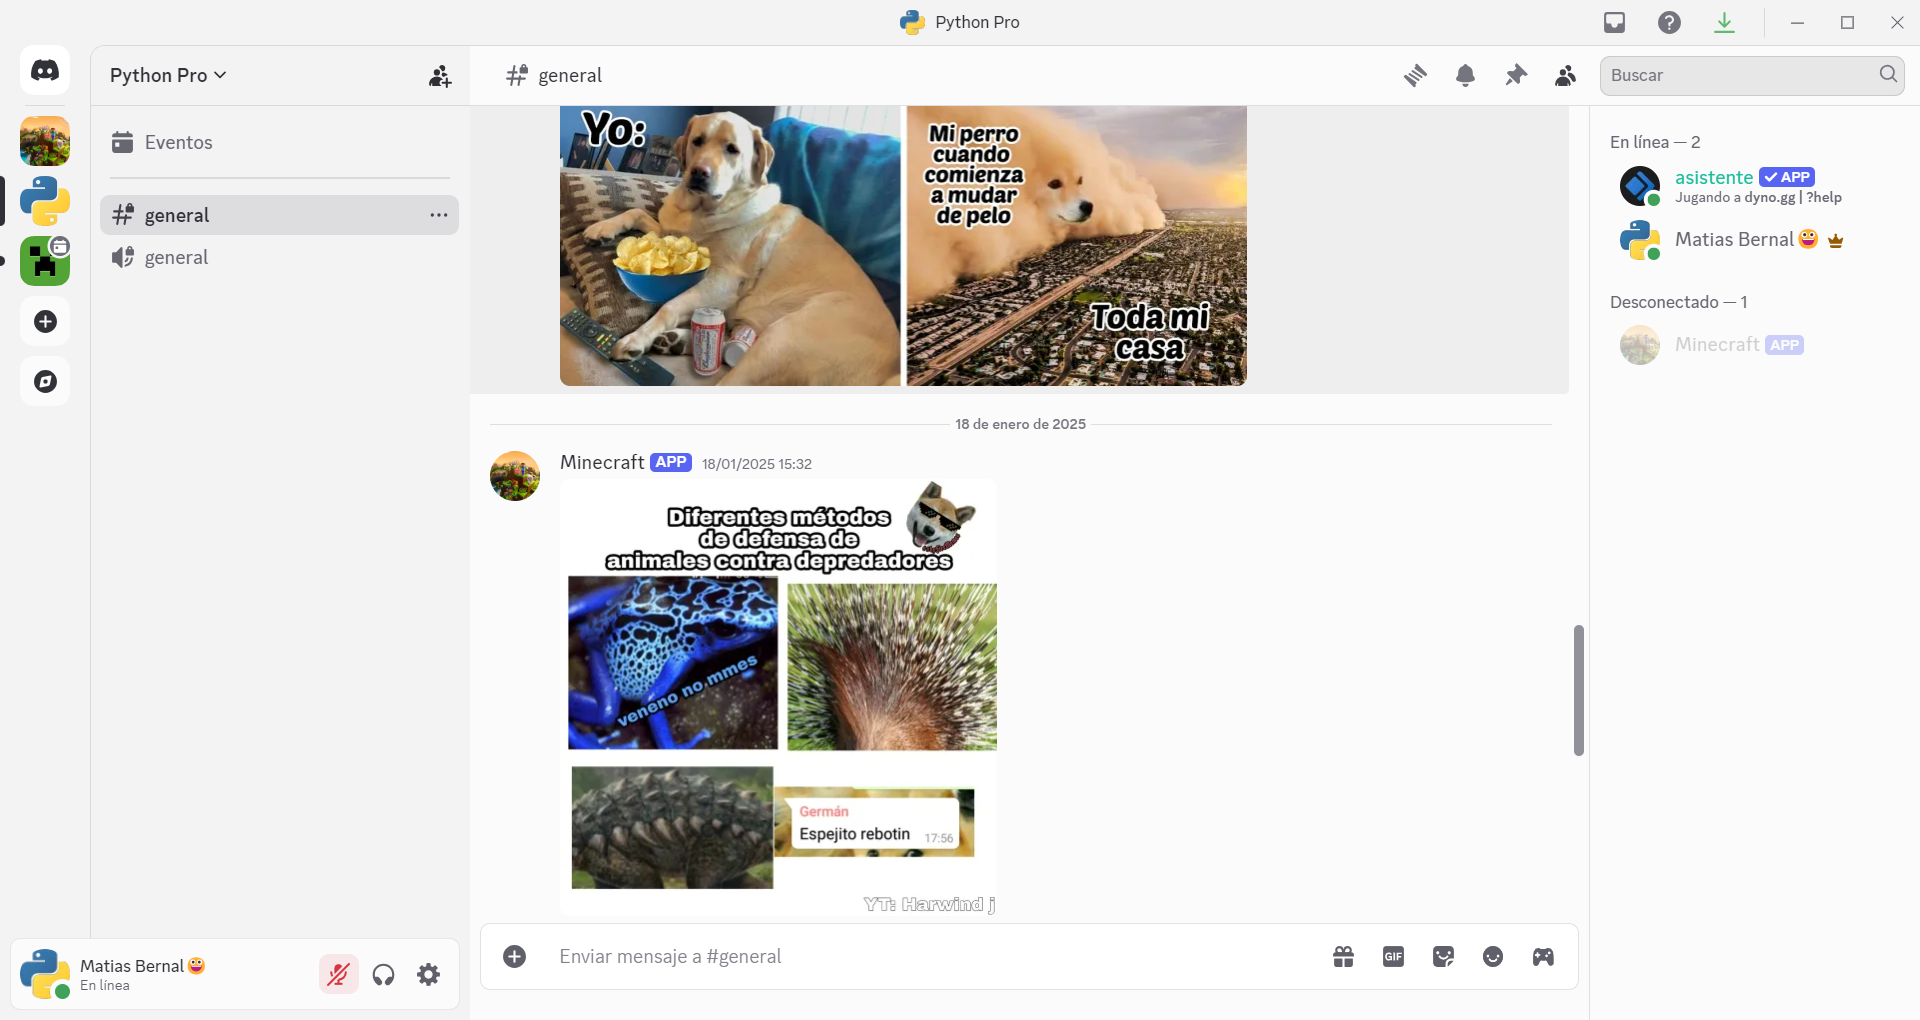 Python Pro
Python Pro
general
Buscar
Eventos
general
general
Yo:
Mi perro
cuando
comienza
a mudar
de pelo
Toda mi
casa
18 de enero de 2025
Minecraft APP 18/01/2025 15:32
Diferentes métodos
de defensa de
animales contra depredadores
veneno no mmes
Germán
Espejito rebotin 17:56
YT: Harwind j
Enviar mensaje a #general
GIF
En línea — 2
asistente APP
Jugando a dyno.gg | ?help
Matias Bernal
Desconectado — 1
Minecraft APP
Matias Bernal
En línea